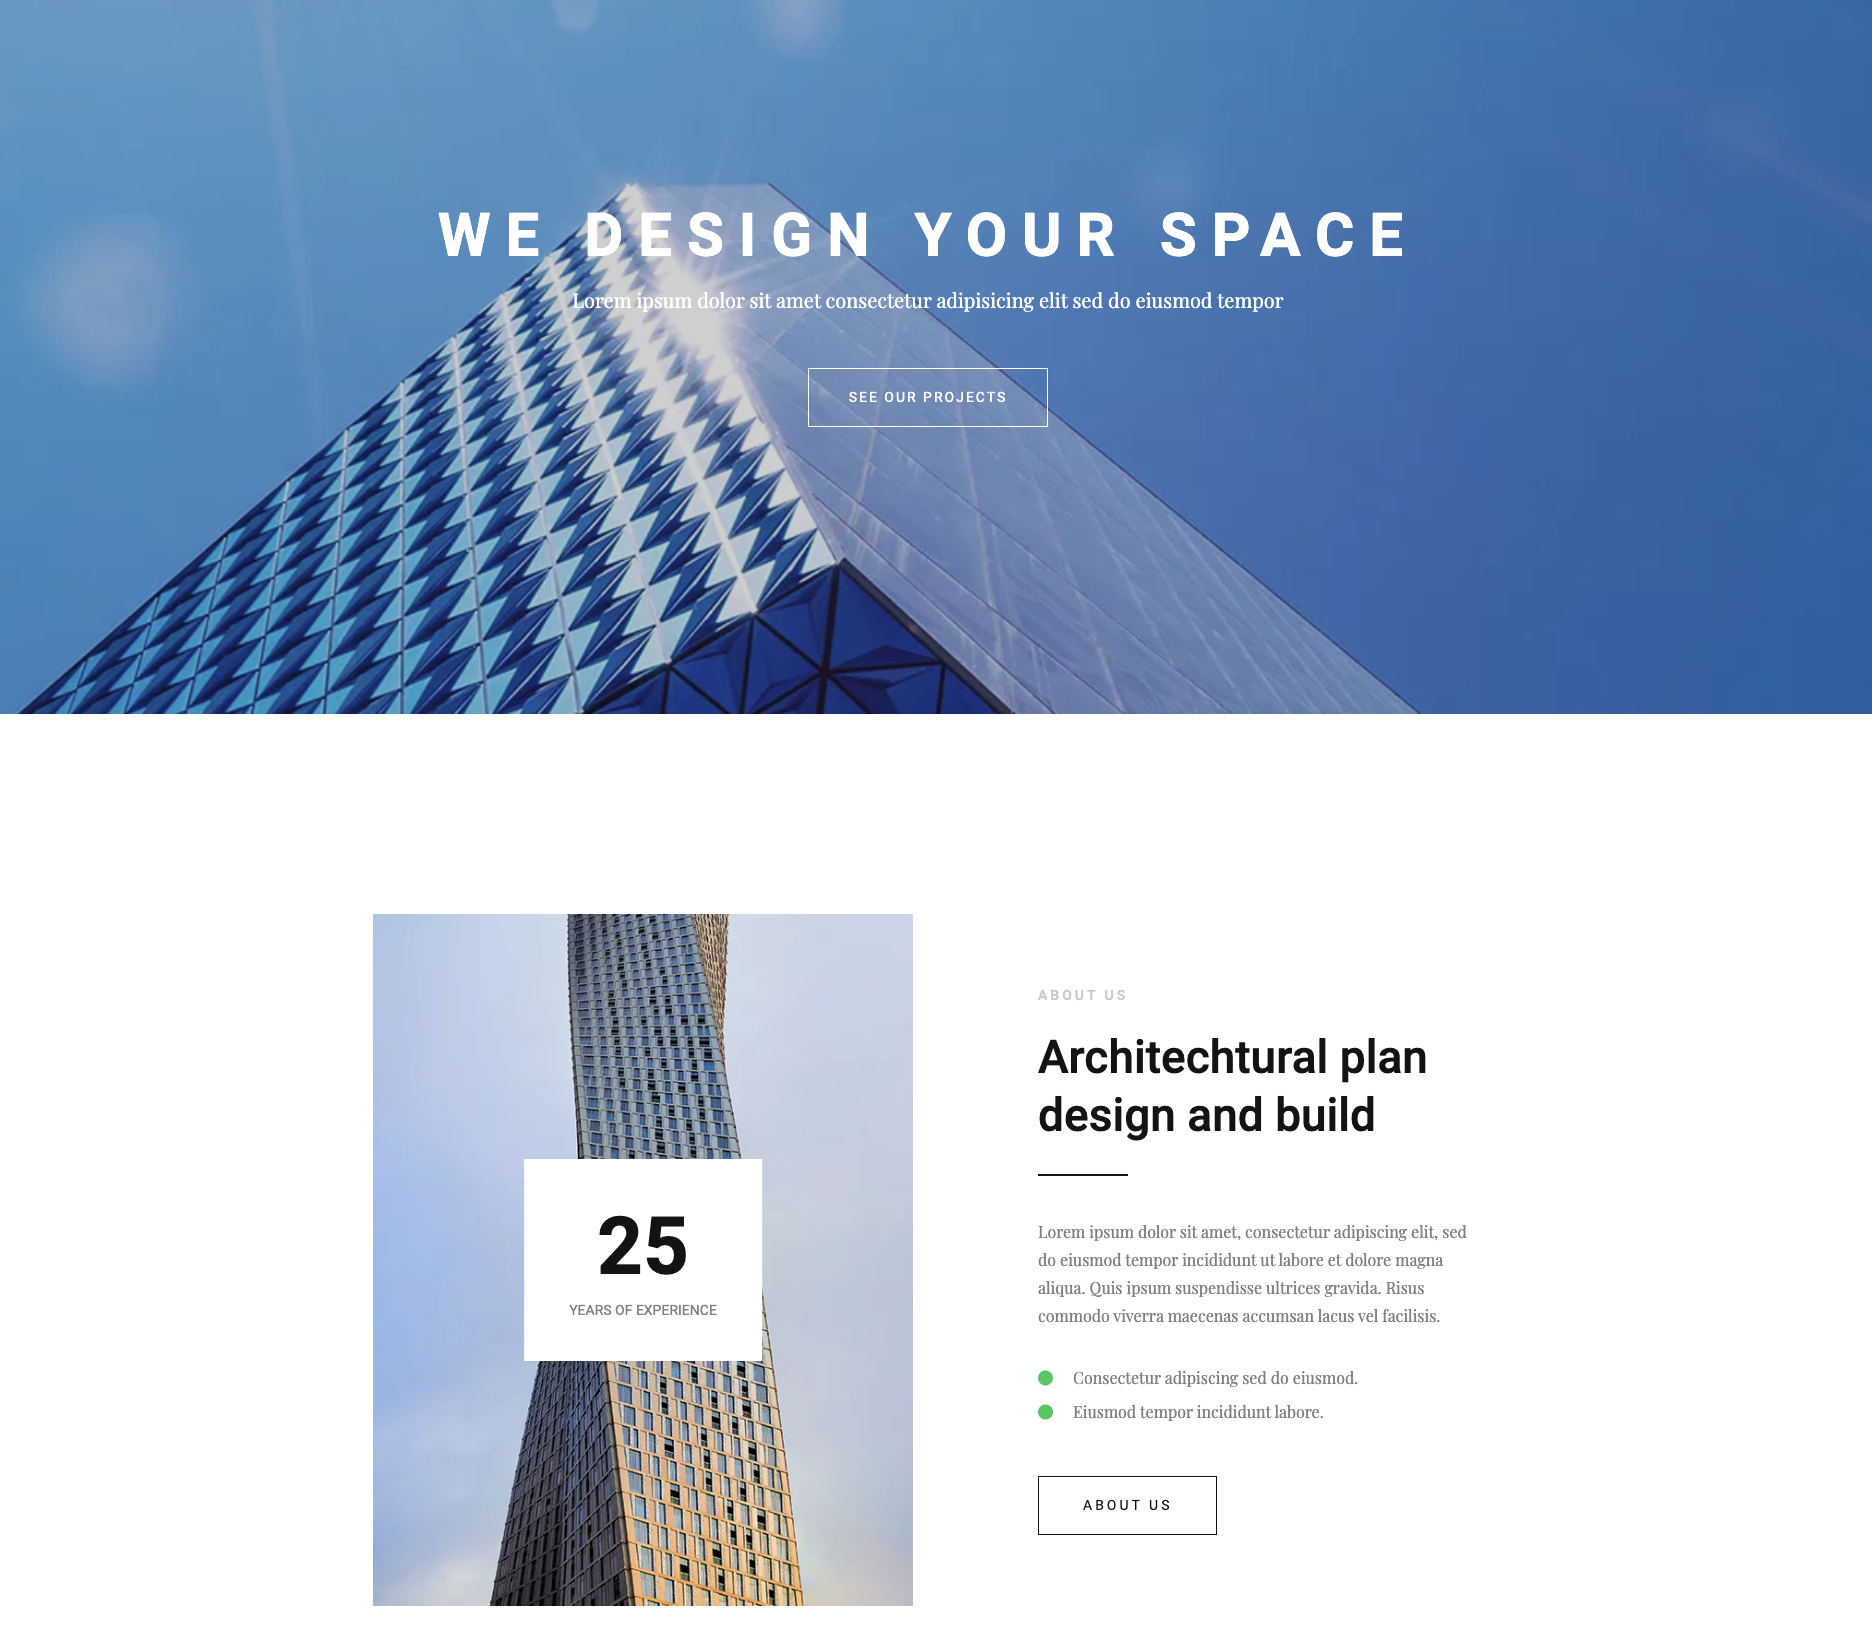 WE DESIGN YOUR SPACE
Lorem ipsum dolor sit amet consectetur adipisicing elit sed do eiusmod tempor
SEE OUR PROJECTS
25
YEARS OF EXPERIENCE
ABOUT US
Architechtural plan
design and build
Lorem ipsum dolor sit amet, consectetur adipiscing elit, sed
do eiusmod tempor incididunt ut labore et dolore magna
aliqua. Quis ipsum suspendisse ultrices gravida. Risus
commodo viverra maecenas accumsan lacus vel facilisis.
Consectetur adipiscing sed do eiusmod.
Eiusmod tempor incididunt labore.
ABOUT US